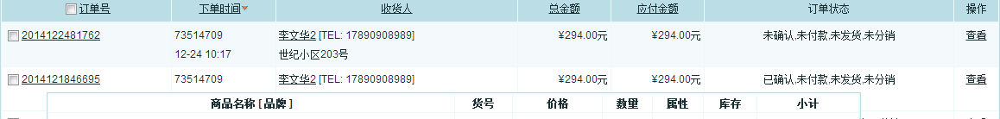 订单号 下单时间 收货人 总金额 应付金额 订单状态 操作
2014122481762 73514709 李文华2 [TEL: 17890908989] ¥294.00元 ¥294.00元 未确认,未付款,未发货,未分销 查看
12-24 10:17 世纪小区203号
2014121846695 73514709 李文华2 [TEL: 17890908989] ¥294.00元 ¥294.00元 已确认,未付款,未发货,未分销 查看
商品名称 [ 品牌 ] 货号 价格 数量 属性 库存 小计